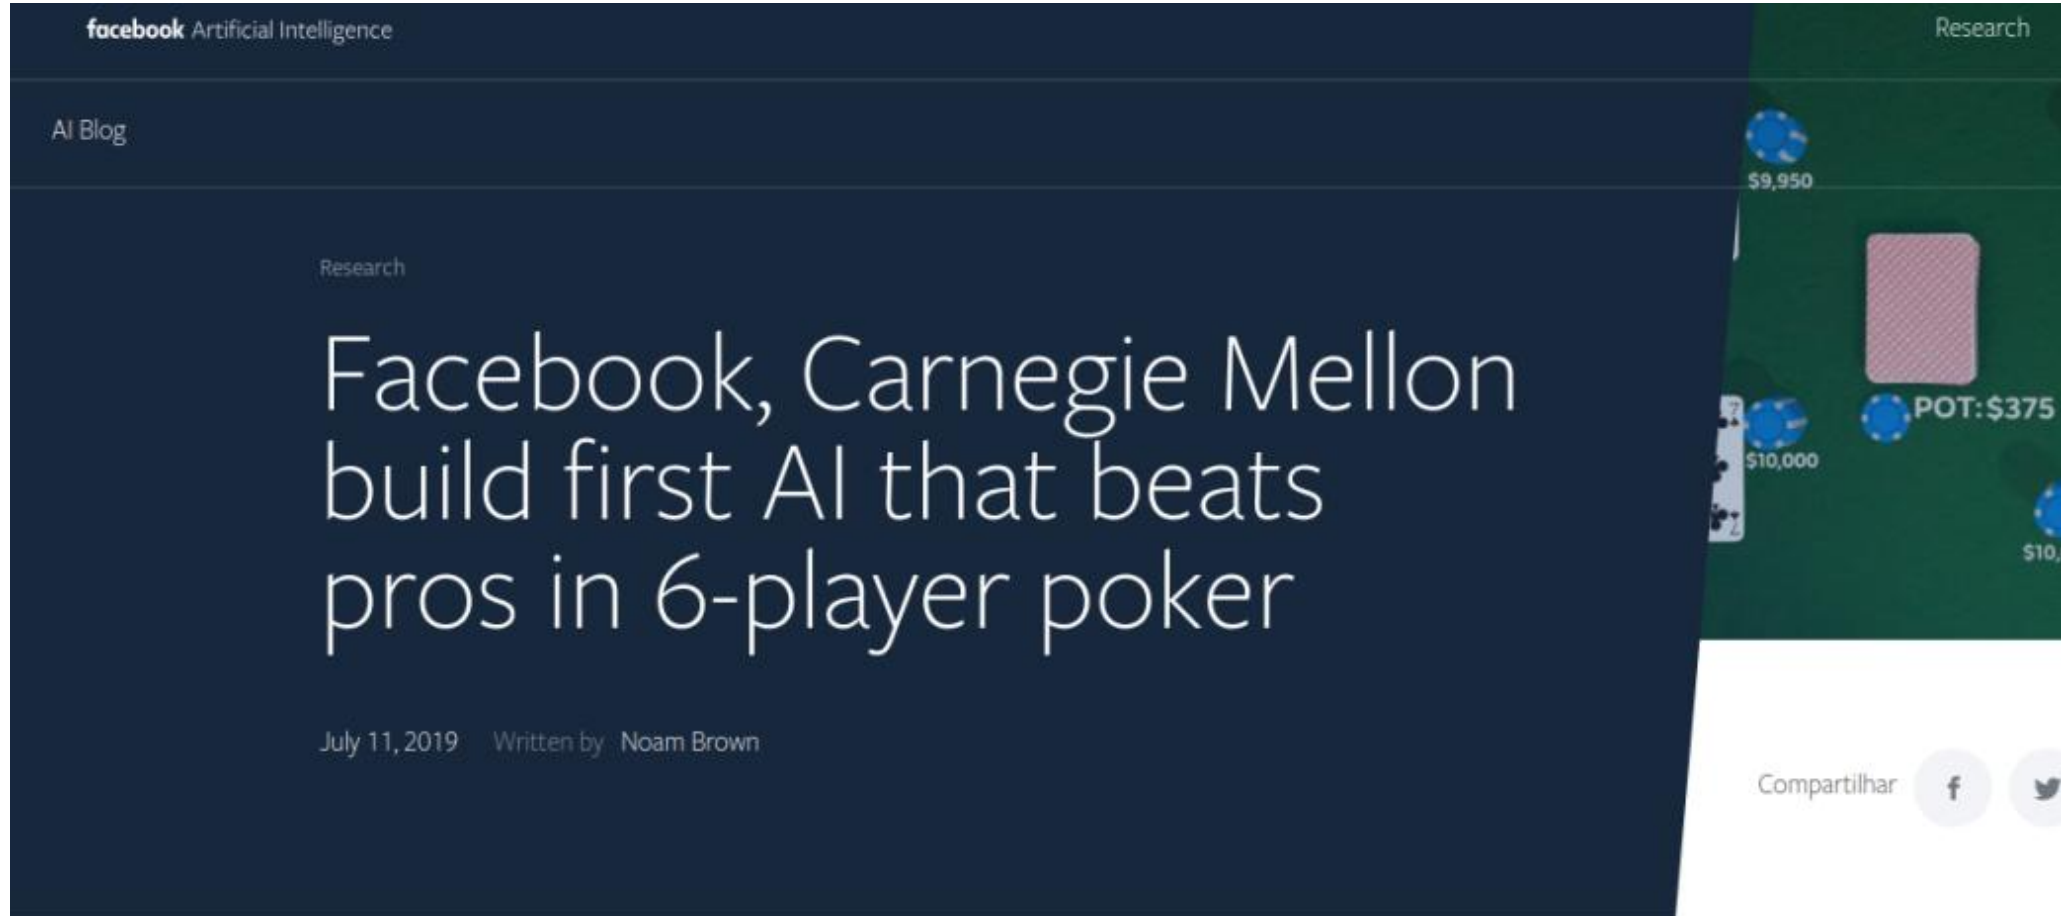 facebook Artificial Intelligence
Research
AI Blog
$9,950
Research
Facebook, Carnegie Mellon
build first AI that beats
pros in 6-player poker
POT:$375
$10,000
$10,
July 11, 2019 Written by Noam Brown
Compartilhar